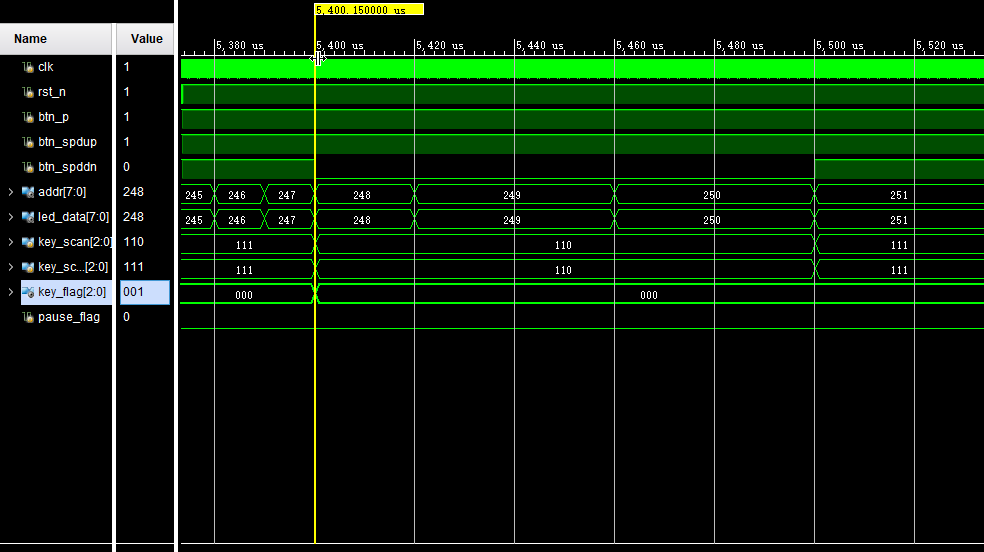 5,400.150000 us
Name Value
5,380 us 5,400 us 5,420 us 5,440 us 5,460 us 5,480 us 5,500 us 5,520 us
clk 1
rst_n 1
btn_p 1
btn_spdup 1
btn_spddn 0
addr[7:0] 248 245 246 247 248 249 250 251
led_data[7:0] 248 245 246 247 248 249 250 251
key_scan[2:0] 110 111 110 111
key_sc...[2:0] 111 111 110 111
key_flag[2:0] 001 000 000
pause_flag 0